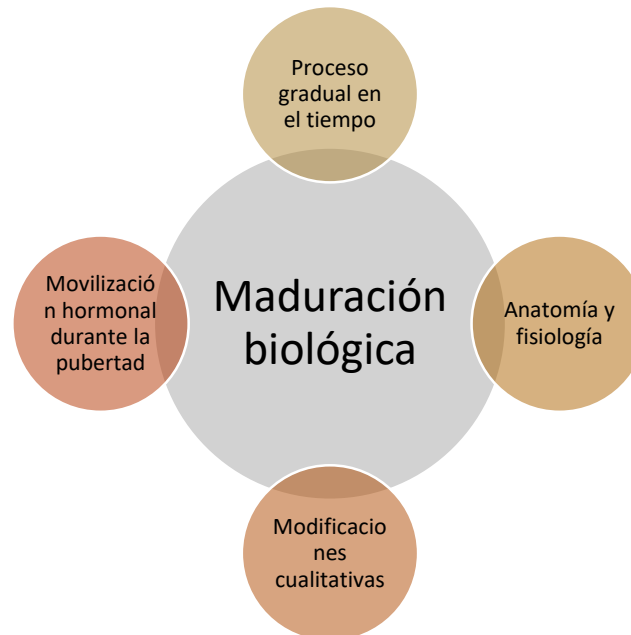 Proceso
gradual en
el tiempo
Movilizació
n hormonal
durante la
pubertad
Maduración
biológica
Anatomía y
fisiología
Modificacio
nes
cualitativas